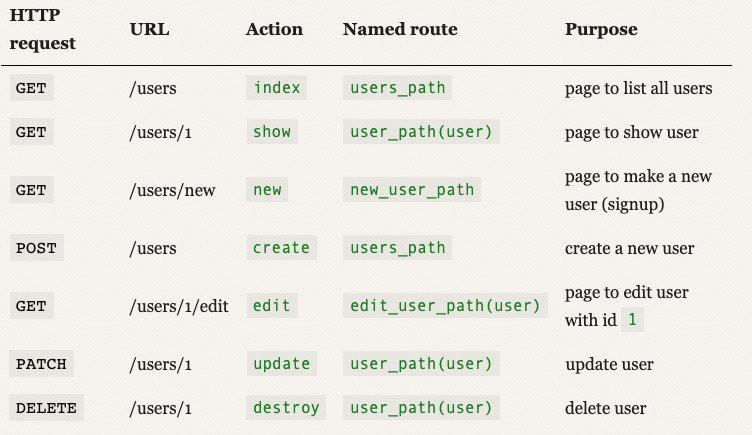 HTTP request URL Action Named route Purpose
GET /users index users_path page to list all users
GET /users/1 show user_path(user) page to show user
GET /users/new new new_user_path page to make a new user (signup)
POST /users create users_path create a new user
GET /users/1/edit edit edit_user_path(user) page to edit user with id 1
PATCH /users/1 update user_path(user) update user
DELETE /users/1 destroy user_path(user) delete user